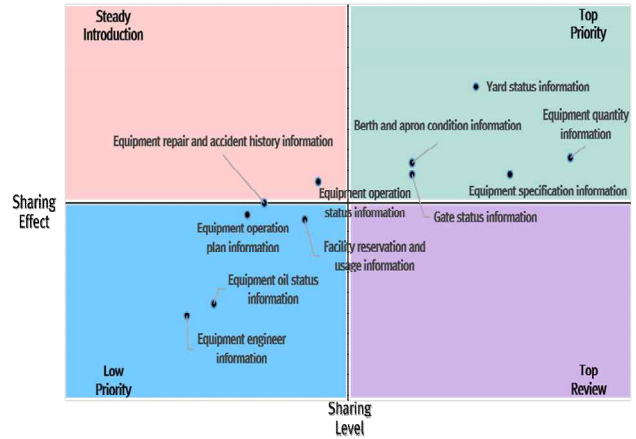 Steady
Introduction
Top
Priority
Yard status information
Equipment quantity
information
Berth and apron condition information
Equipment repair and accident history information
Equipment specification information
Equipment operation
status information
Sharing
Effect
Gate status information
Equipment operation
plan information
Facility reservation and
usage information
Equipment oil status
information
Equipment engineer
information
Low
Priority
Top
Review
Sharing
Level